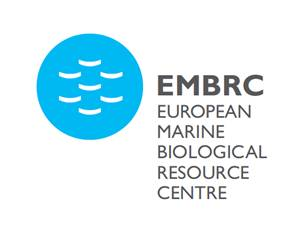 EMBRC
EUROPEAN
MARINE
BIOLOGICAL
RESOURCE
CENTRE